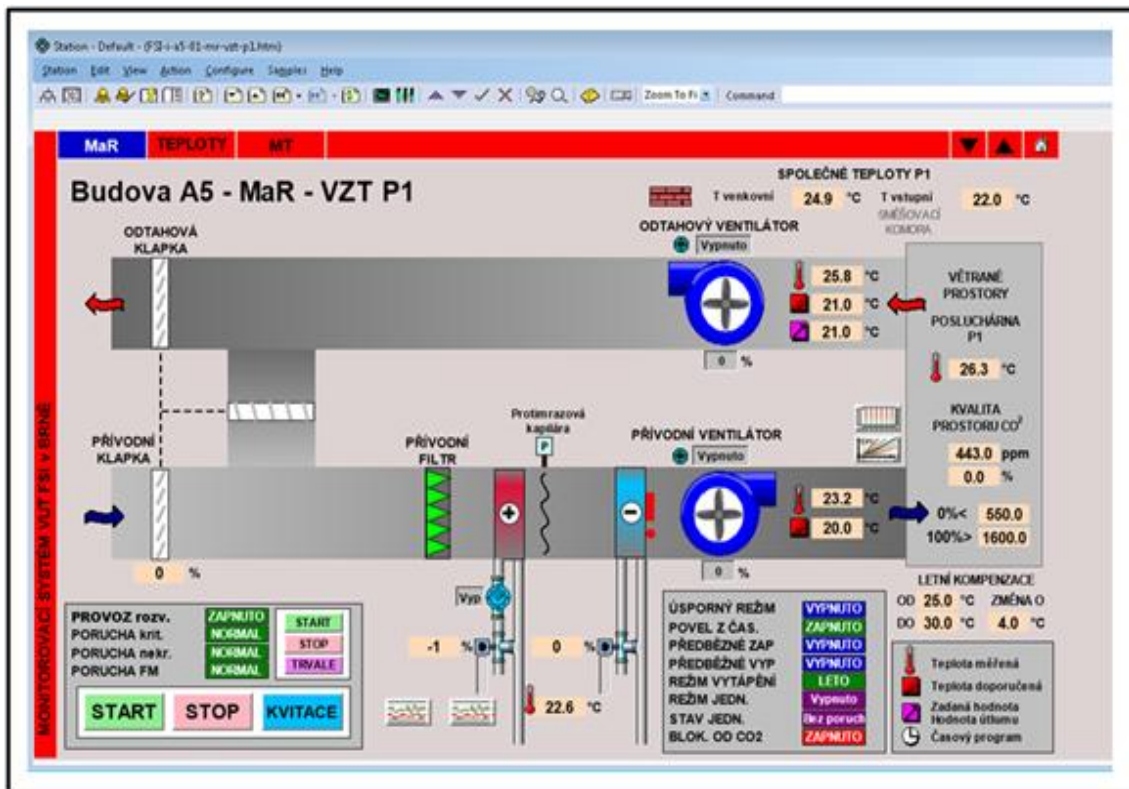 Station - Default - (FSI-i-a5-01-mr-vzt-p1.htm)
Station Edit View Action Configure Samples Help
Zoom To Fi Command
MaR TEPLOTY MT
Budova A5 - MaR - VZT P1
SPOLEČNÉ TEPLOTY P1
T venkovní 24.9 °C T vstupní 22.0 °C
SMĚŠOVACÍ
KOMORA
ODTAHOVÁ
KLAPKA
ODTAHOVÝ VENTILÁTOR
Vypnuto
25.8 °C
21.0 °C
21.0 °C
0 %
VĚTRANÉ
PROSTORY
POSLUCHÁRNA
P1
26.3 °C
KVALITA
PROSTORU CO²
443.0 ppm
0.0 %
0%< 550.0
100%> 1600.0
PŘÍVODNÍ
KLAPKA
0 %
PŘÍVODNÍ
FILTR
Protimrazová
kapilára
P
PŘÍVODNÍ VENTILÁTOR
Vypnuto
23.2 °C
20.0 °C
0 %
Vyp
-1 %
0 %
22.6 °C
LETNÍ KOMPENZACE
OD 25.0 °C ZMĚNA O
DO 30.0 °C 4.0 °C
PROVOZ rozv. ZAPNUTO
PORUCHA krit. NORMAL
PORUCHA nekr. NORMAL
PORUCHA FM NORMAL
START
STOP
TRVALE
START STOP KVITACE
ÚSPORNÝ REŽIM VYPNUTO
POVEL Z ČAS. ZAPNUTO
PŘEDBĚŽNÉ ZAP VYPNUTO
PŘEDBĚŽNÉ VYP VYPNUTO
REŽIM VYTÁPĚNÍ LETO
REŽIM JEDN. Vypnuto
STAV JEDN. Bez poruch
BLOK. OD CO2 ZAPNUTO
Teplota měřená
Teplota doporučená
Zadaná hodnota
Hodnota útlumu
Časový program
MONITOROVACÍ SYSTÉM VUT FSI v BRNĚ